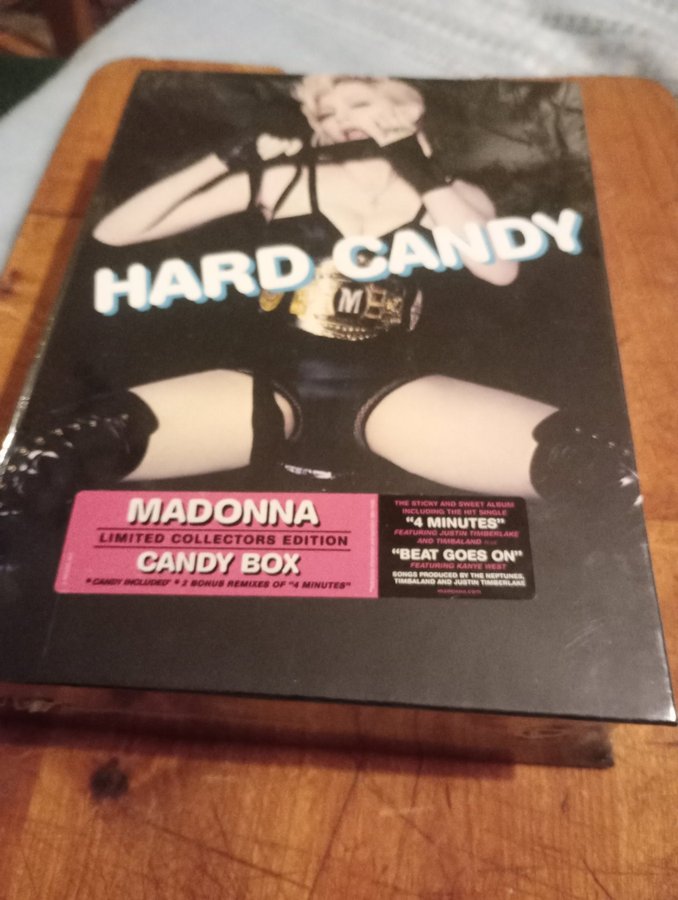 HARD CANDY
M
MADONNA
LIMITED COLLECTORS EDITION
CANDY BOX
*CANDY INCLUDED* * 2 BONUS REMIXES OF "4 MINUTES"
THE STICKY AND SWEET ALBUM
INCLUDING THE HIT SINGLE
"4 MINUTES"
FEATURING JUSTIN TIMBERLAKE
AND TIMBALAND
"BEAT GOES ON"
FEATURING KANYE WEST
SONGS PRODUCED BY THE NEPTUNES,
TIMBALAND AND JUSTIN TIMBERLAKE
madonna.com